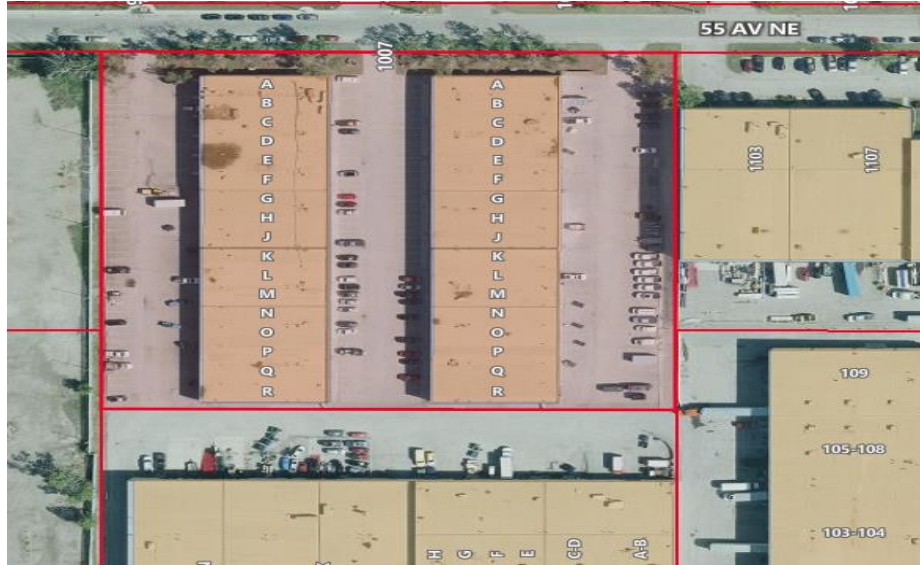 55 AV NE
1007
A
B
C
D
E
F
G
H
J
K
L
M
N
O
P
Q
R
A
B
C
D
E
F
G
H
J
K
L
M
N
O
P
Q
R
1103
1107
109
105-108
103-104
H
G
F
E
C-D
A-B